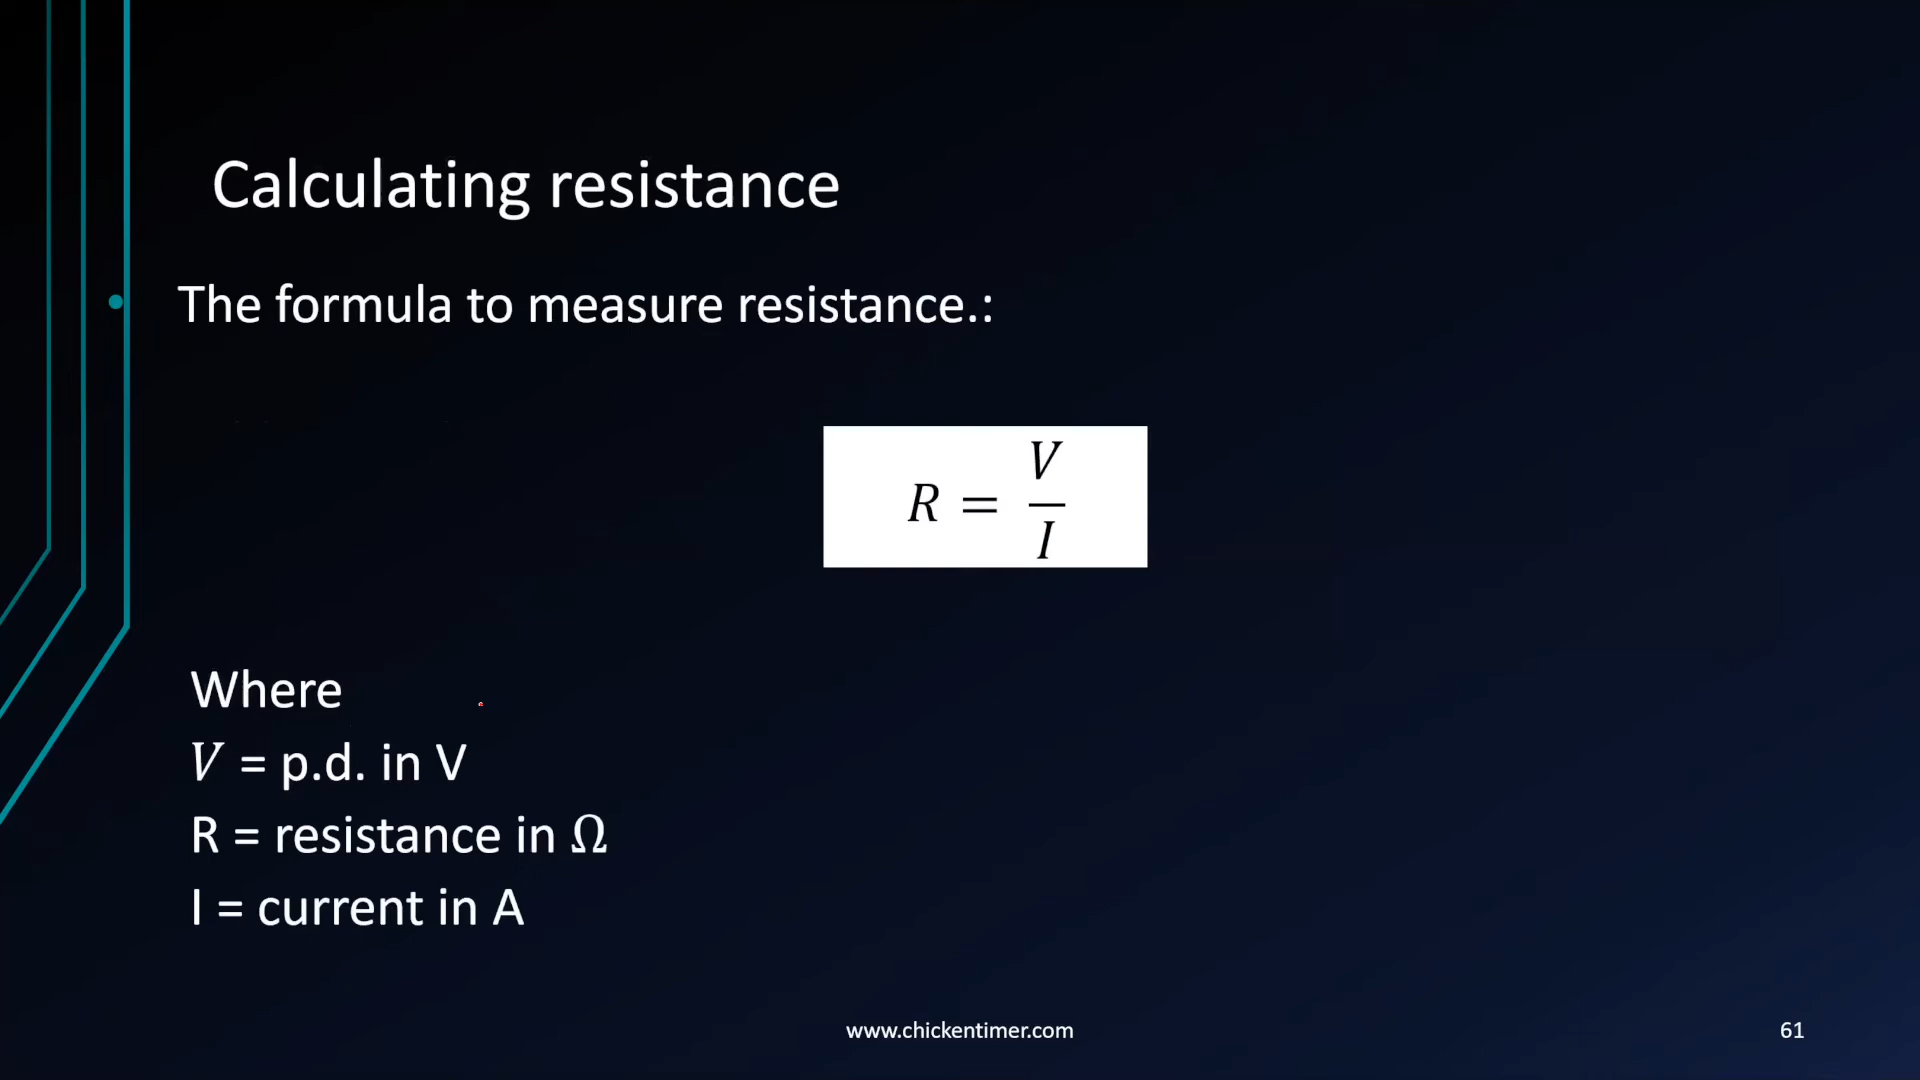 Calculating resistance
• The formula to measure resistance.:
R = V/I
Where
V = p.d. in V
R = resistance in Ω
I = current in A
www.chickentimer.com
61